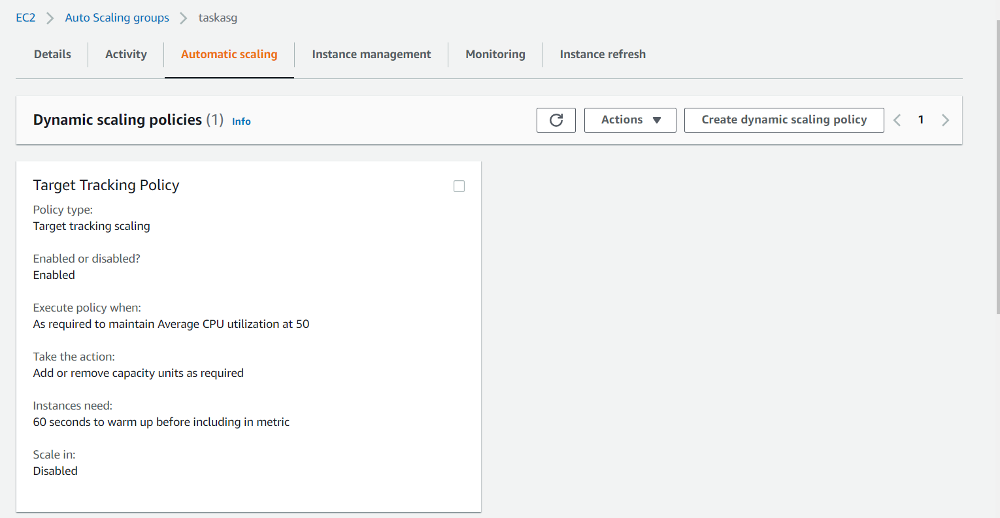 EC2 Auto Scaling groups taskasg
Details Activity Automatic scaling Instance management Monitoring Instance refresh
Dynamic scaling policies (1) Info Actions Create dynamic scaling policy 1
Target Tracking Policy
Policy type:
Target tracking scaling
Enabled or disabled?
Enabled
Execute policy when:
As required to maintain Average CPU utilization at 50
Take the action:
Add or remove capacity units as required
Instances need:
60 seconds to warm up before including in metric
Scale in:
Disabled